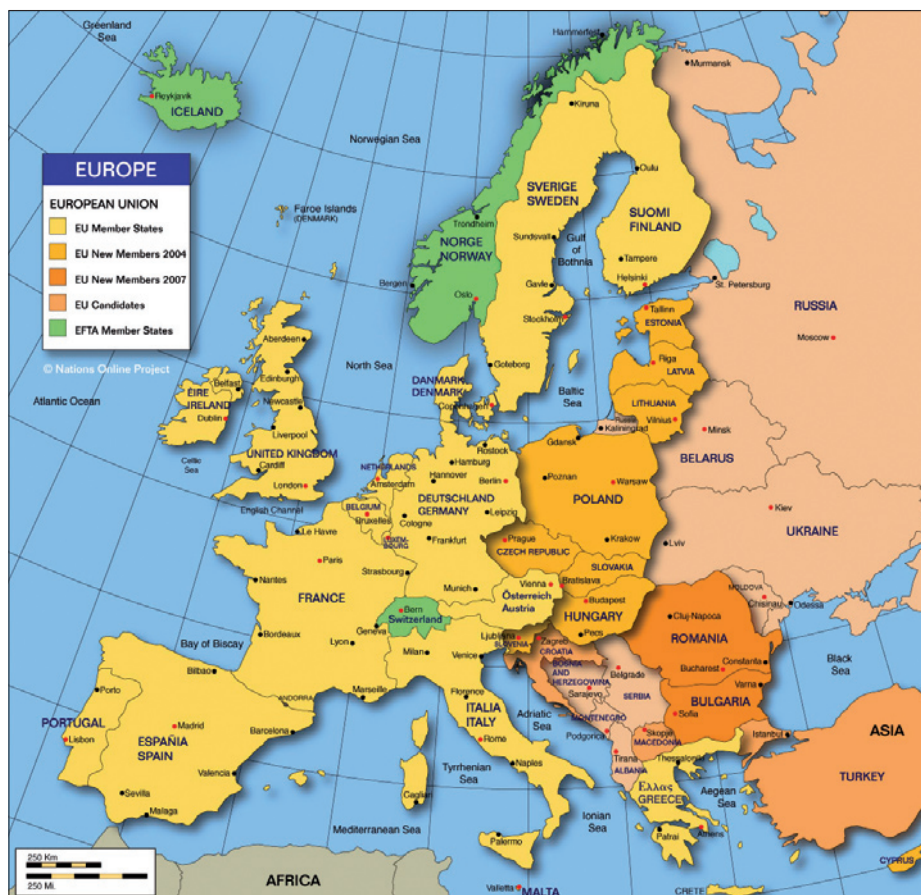 Greenland
Sea
Hammerfest
Murmansk
Reykjavik
ICELAND
Kiruna
Norwegian Sea
EUROPE
EUROPEAN UNION
EU Member States
EU New Members 2004
EU New Members 2007
EU Candidates
EFTA Member States
© Nations Online Project
Oulu
SVERIGE
SWEDEN
SUOMI
FINLAND
Faroe Islands
(DENMARK)
Trondheim
NORGE
NORWAY
Sundsvall
Gulf
of
Bothnia
Tampere
Helsinki
Bergen
Oslo
Gavle
Stockholm
St. Petersburg
Tallinn
ESTONIA
RUSSIA
Moscow
Aberdeen
North Sea
Goteborg
Riga
LATVIA
Edinburgh
Belfast
DANMARK
DENMARK
Copenhagen
Baltic
Sea
LITHUANIA
Vilnius
Russia
Kaliningrad
Minsk
BELARUS
Atlantic Ocean
ÉIRE
IRELAND
Dublin
Newcastle
Liverpool
Celtic
Sea
UNITED KINGDOM
Cardiff
London
English Channel
NETHERLANDS
Amsterdam
Rostock
Hamburg
Hannover
Berlin
Gdansk
Poznan
Warsaw
POLAND
BELGIUM
Bruxelles
DEUTSCHLAND
GERMANY
Leipzig
Cologne
LUXEM-
BOURG
Frankfurt
Prague
CZECH REPUBLIC
Krakow
Lviv
Kiev
UKRAINE
Le Havre
Paris
Strasbourg
SLOVAKIA
Nantes
FRANCE
Munich
Vienna
Bratislava
Österreich
Austria
Budapest
HUNGARY
MOLDOVA
Chisinau
Odessa
Bern
Switzerland
Geneva
Cluj-Napoca
ROMANIA
Bay of Biscay
Bordeaux
Lyon
Milan
Venice
Ljubljana
SLOVENIA
Zagreb
CROATIA
Pecs
Bucharest
Constanta
Black
Sea
Bilbao
Marseille
Florence
BOSNIA
AND
HERZEGOWINA
Sarajevo
Belgrade
SERBIA
Varna
BULGARIA
Sofia
Porto
ANDORRA
ITALIA
ITALY
Adriatic
Sea
MONTENEGRO
Podgorica
Skopje
MACEDONIA
Istanbul
ASIA
PORTUGAL
Lisbon
Madrid
ESPAÑIA
SPAIN
Barcelona
Rome
Naples
Tirana
ALBANIA
Thessaloniki
TURKEY
Valencia
Tyrrhenian
Sea
Cagliari
Ελλας
GREECE
Aegean
Sea
Sevilla
Malaga
Mediterranean Sea
Palermo
Ionian
Sea
Patrai
Athens
250 Km
250 Mi.
AFRICA
Valletta
MALTA
CRETE
CYPRUS